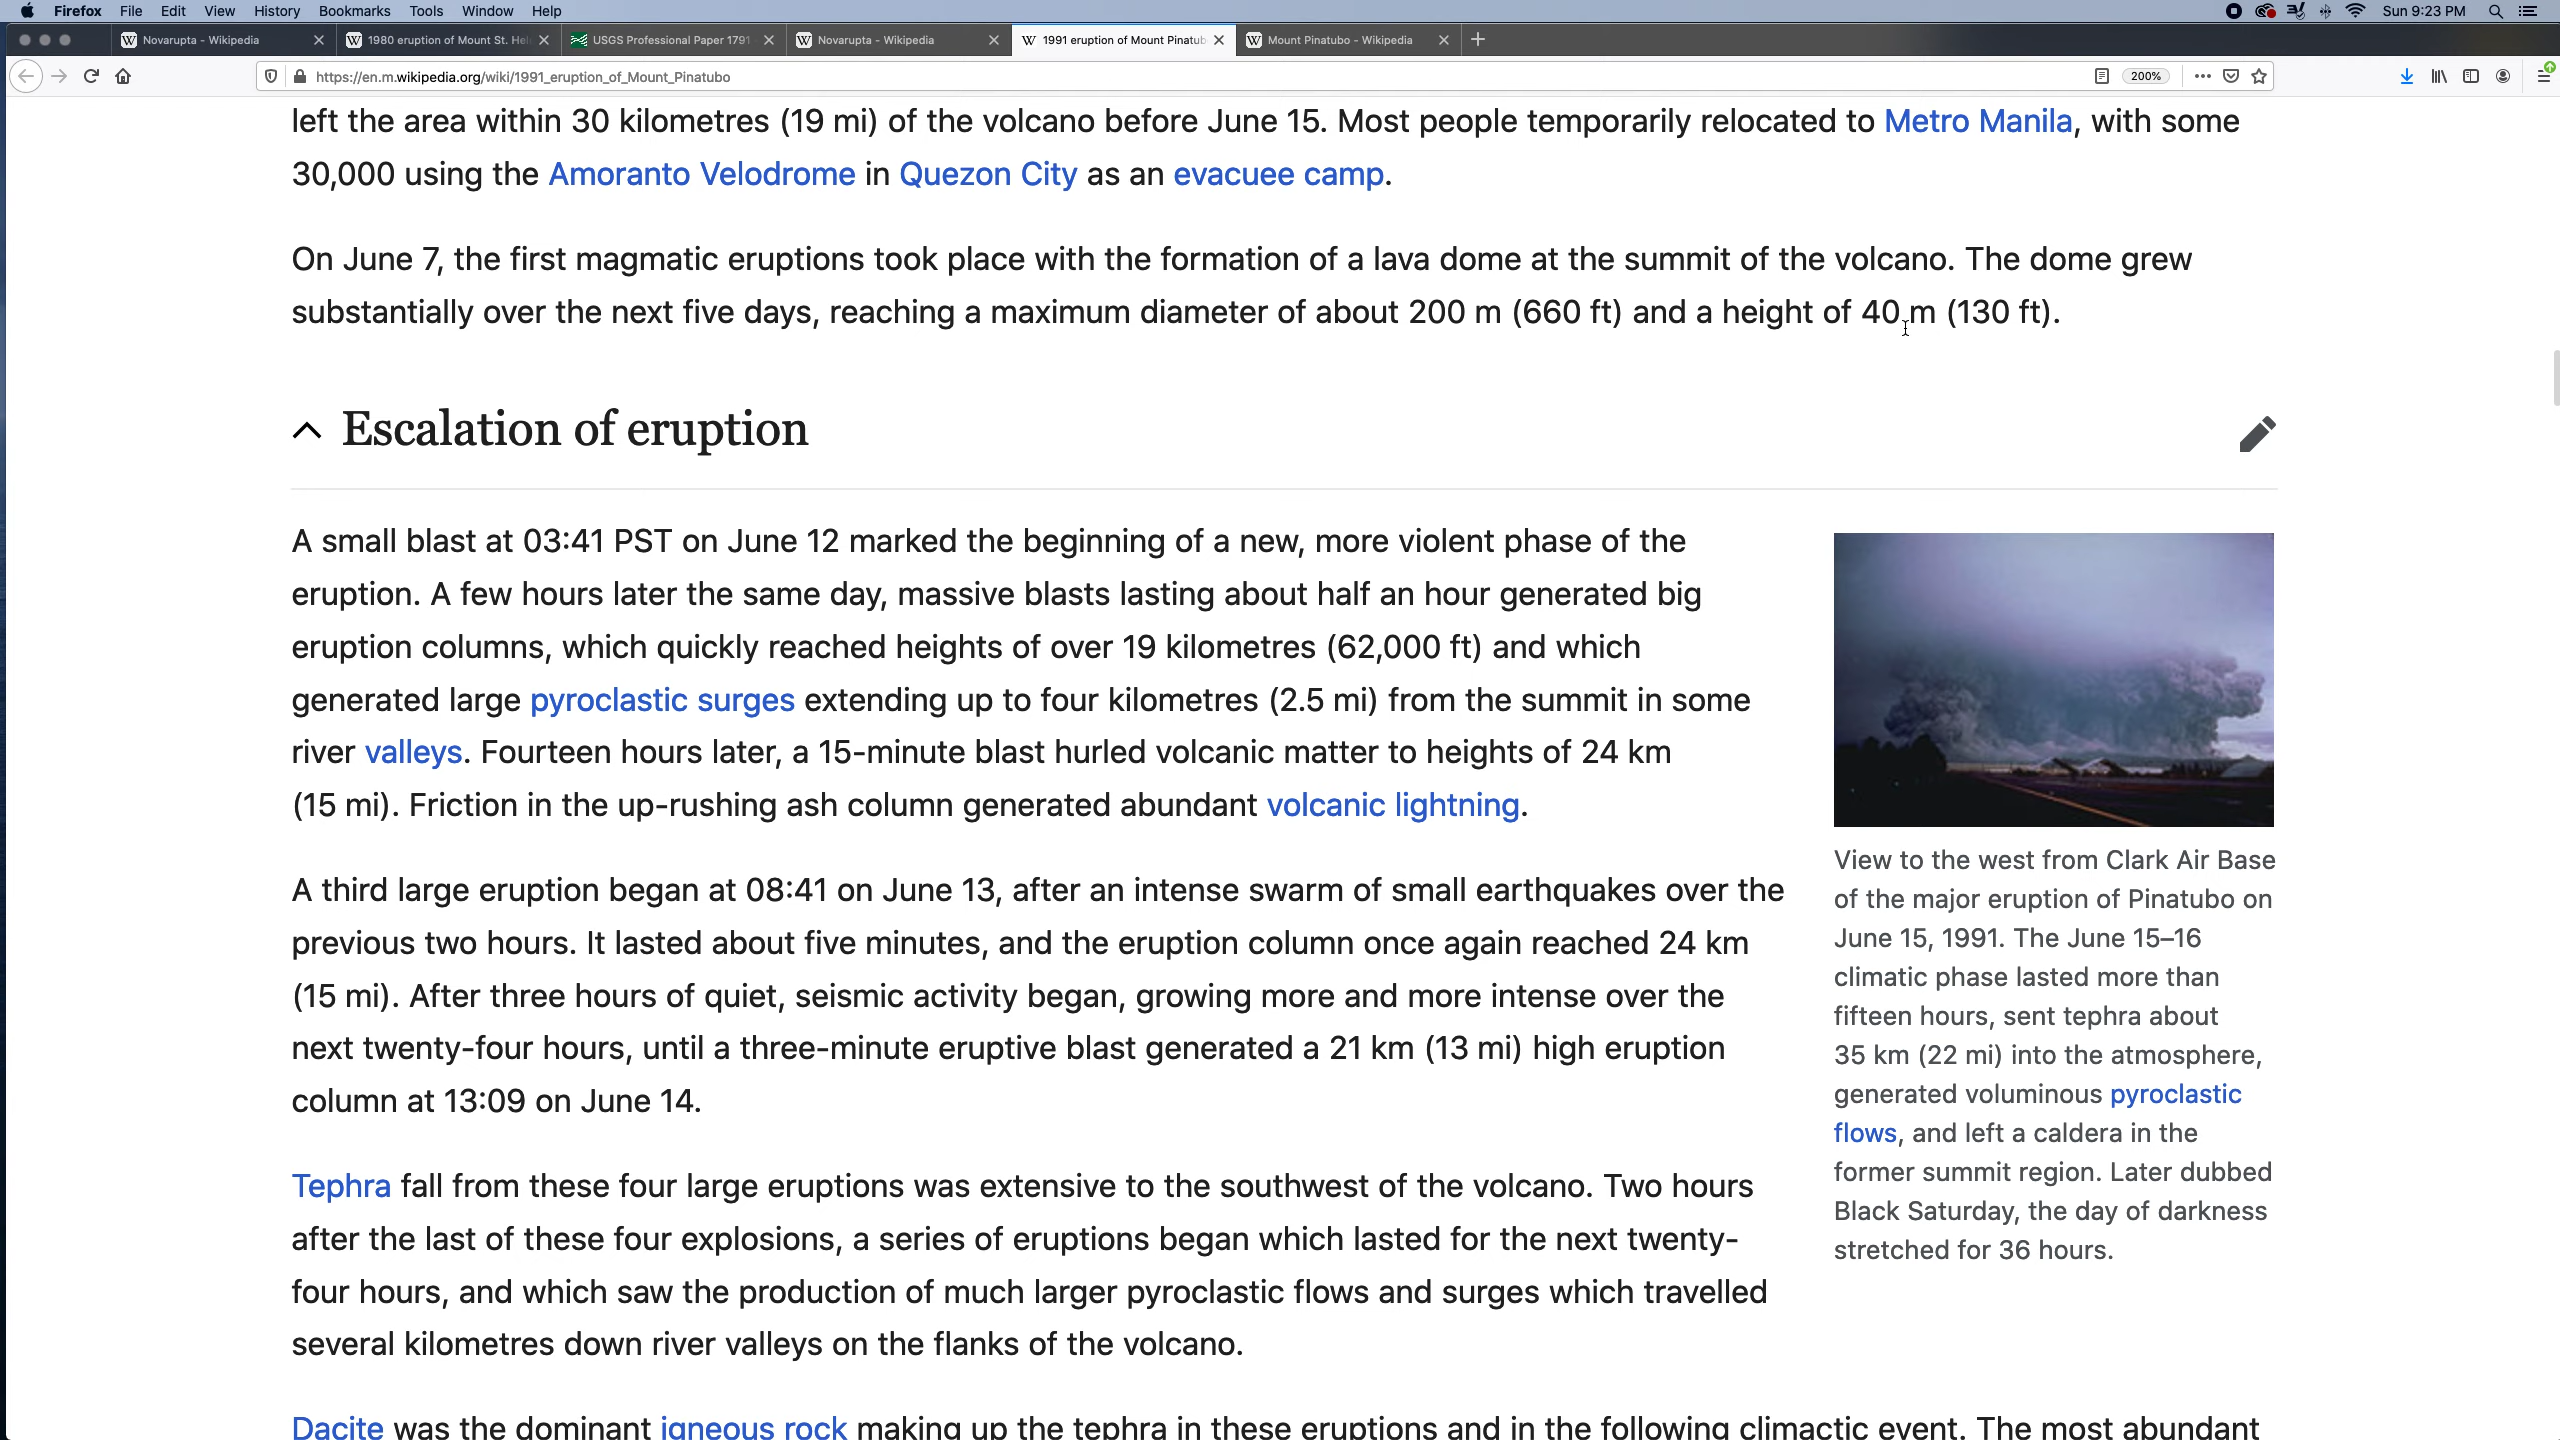 Firefox File Edit View History Bookmarks Tools Window Help Sun 9:23 PM
Novarupta - Wikipedia 1980 eruption of Mount St. Hel USGS Professional Paper 1791 Novarupta - Wikipedia 1991 eruption of Mount Pinatub Mount Pinatubo - Wikipedia
https://en.m.wikipedia.org/wiki/1991_eruption_of_Mount_Pinatubo 200%
left the area within 30 kilometres (19 mi) of the volcano before June 15. Most people temporarily relocated to Metro Manila, with some
30,000 using the Amoranto Velodrome in Quezon City as an evacuee camp.
On June 7, the first magmatic eruptions took place with the formation of a lava dome at the summit of the volcano. The dome grew
substantially over the next five days, reaching a maximum diameter of about 200 m (660 ft) and a height of 40 m (130 ft).
Escalation of eruption
A small blast at 03:41 PST on June 12 marked the beginning of a new, more violent phase of the
eruption. A few hours later the same day, massive blasts lasting about half an hour generated big
eruption columns, which quickly reached heights of over 19 kilometres (62,000 ft) and which
generated large pyroclastic surges extending up to four kilometres (2.5 mi) from the summit in some
river valleys. Fourteen hours later, a 15-minute blast hurled volcanic matter to heights of 24 km
(15 mi). Friction in the up-rushing ash column generated abundant volcanic lightning.
A third large eruption began at 08:41 on June 13, after an intense swarm of small earthquakes over the
previous two hours. It lasted about five minutes, and the eruption column once again reached 24 km
(15 mi). After three hours of quiet, seismic activity began, growing more and more intense over the
next twenty-four hours, until a three-minute eruptive blast generated a 21 km (13 mi) high eruption
column at 13:09 on June 14.
Tephra fall from these four large eruptions was extensive to the southwest of the volcano. Two hours
after the last of these four explosions, a series of eruptions began which lasted for the next twenty-
four hours, and which saw the production of much larger pyroclastic flows and surges which travelled
several kilometres down river valleys on the flanks of the volcano.
Dacite was the dominant igneous rock making up the tephra in these eruptions and in the following climactic event. The most abundant
View to the west from Clark Air Base
of the major eruption of Pinatubo on
June 15, 1991. The June 15–16
climatic phase lasted more than
fifteen hours, sent tephra about
35 km (22 mi) into the atmosphere,
generated voluminous pyroclastic
flows, and left a caldera in the
former summit region. Later dubbed
Black Saturday, the day of darkness
stretched for 36 hours.